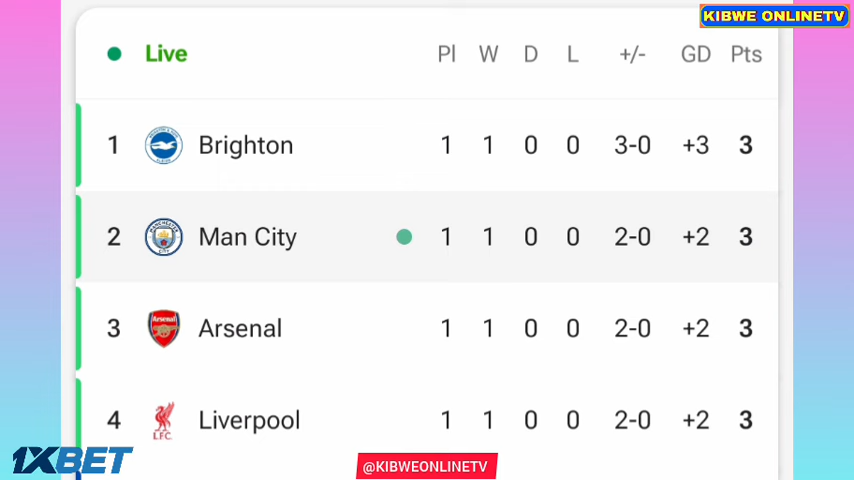 KIBWE ONLINETV
Live Pl W D L +/- GD Pts
1 Brighton 1 1 0 0 3-0 +3 3
2 Man City 1 1 0 0 2-0 +2 3
3 Arsenal 1 1 0 0 2-0 +2 3
4 Liverpool 1 1 0 0 2-0 +2 3
Arsenal
L.F.C.
1XBET
@KIBWEONLINETV